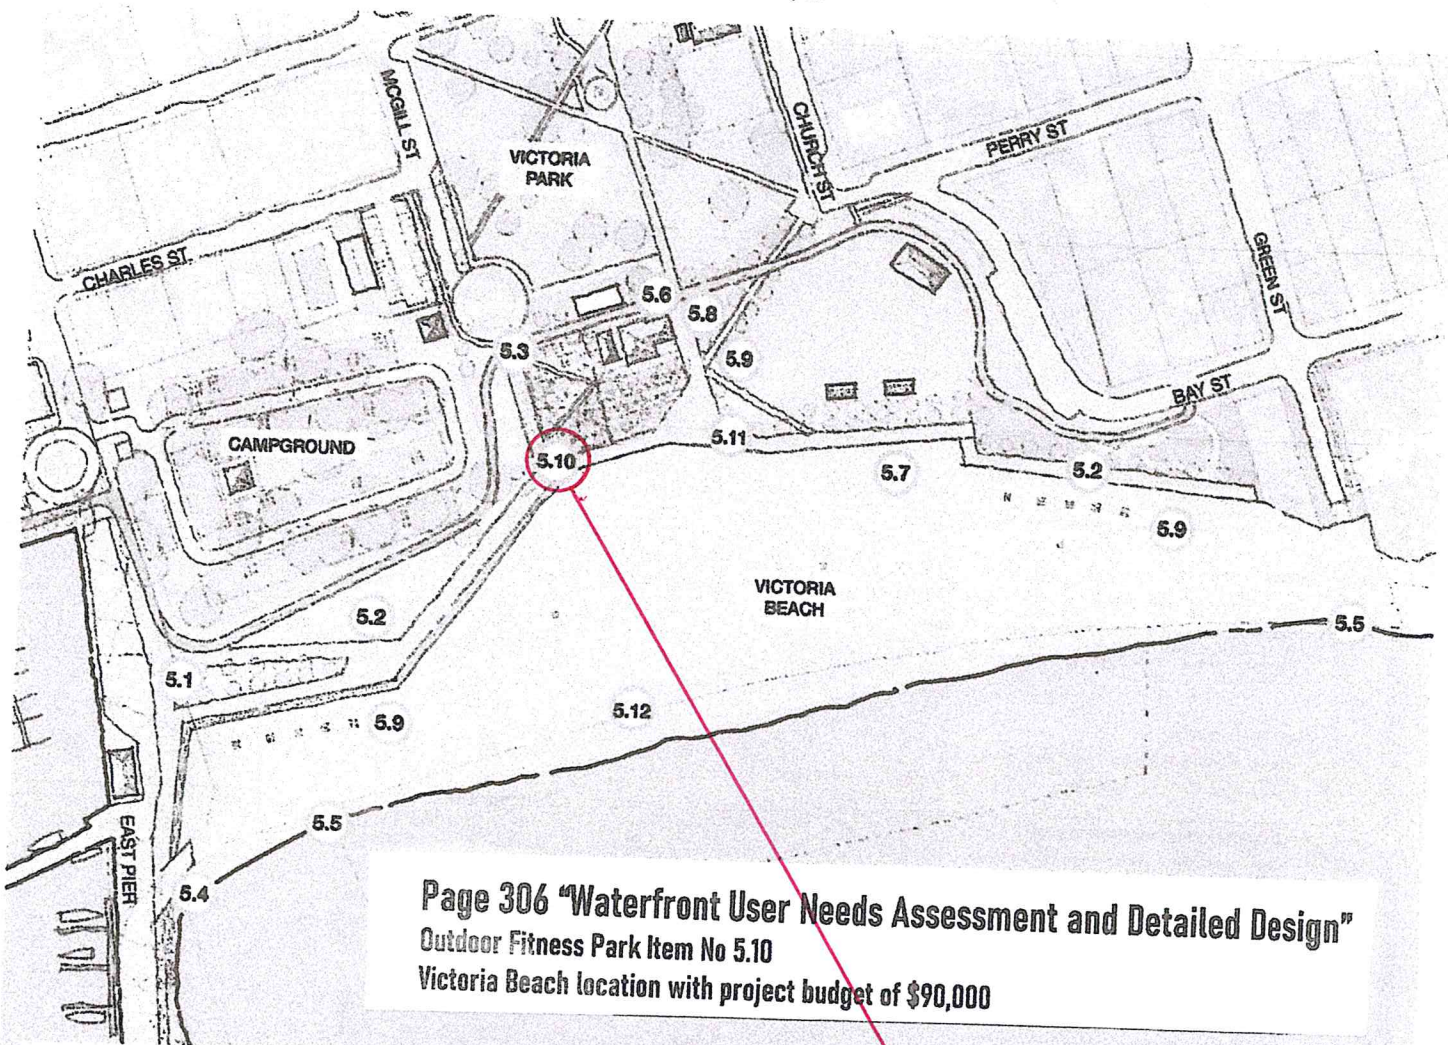 MCGILL ST
VICTORIA
PARK
CHURCH ST
PERRY ST
CHARLES ST
GREEN ST
5.6
5.8
5.3
5.9
BAY ST
CAMPGROUND
5.10
5.11
5.7
5.2
5.9
VICTORIA
BEACH
5.2
5.5
5.1
5.12
5.9
5.5
EAST PIER
5.4
Page 306 “Waterfront User Needs Assessment and Detailed Design”
Outdoor Fitness Park Item No 5.10
Victoria Beach location with project budget of $90,000